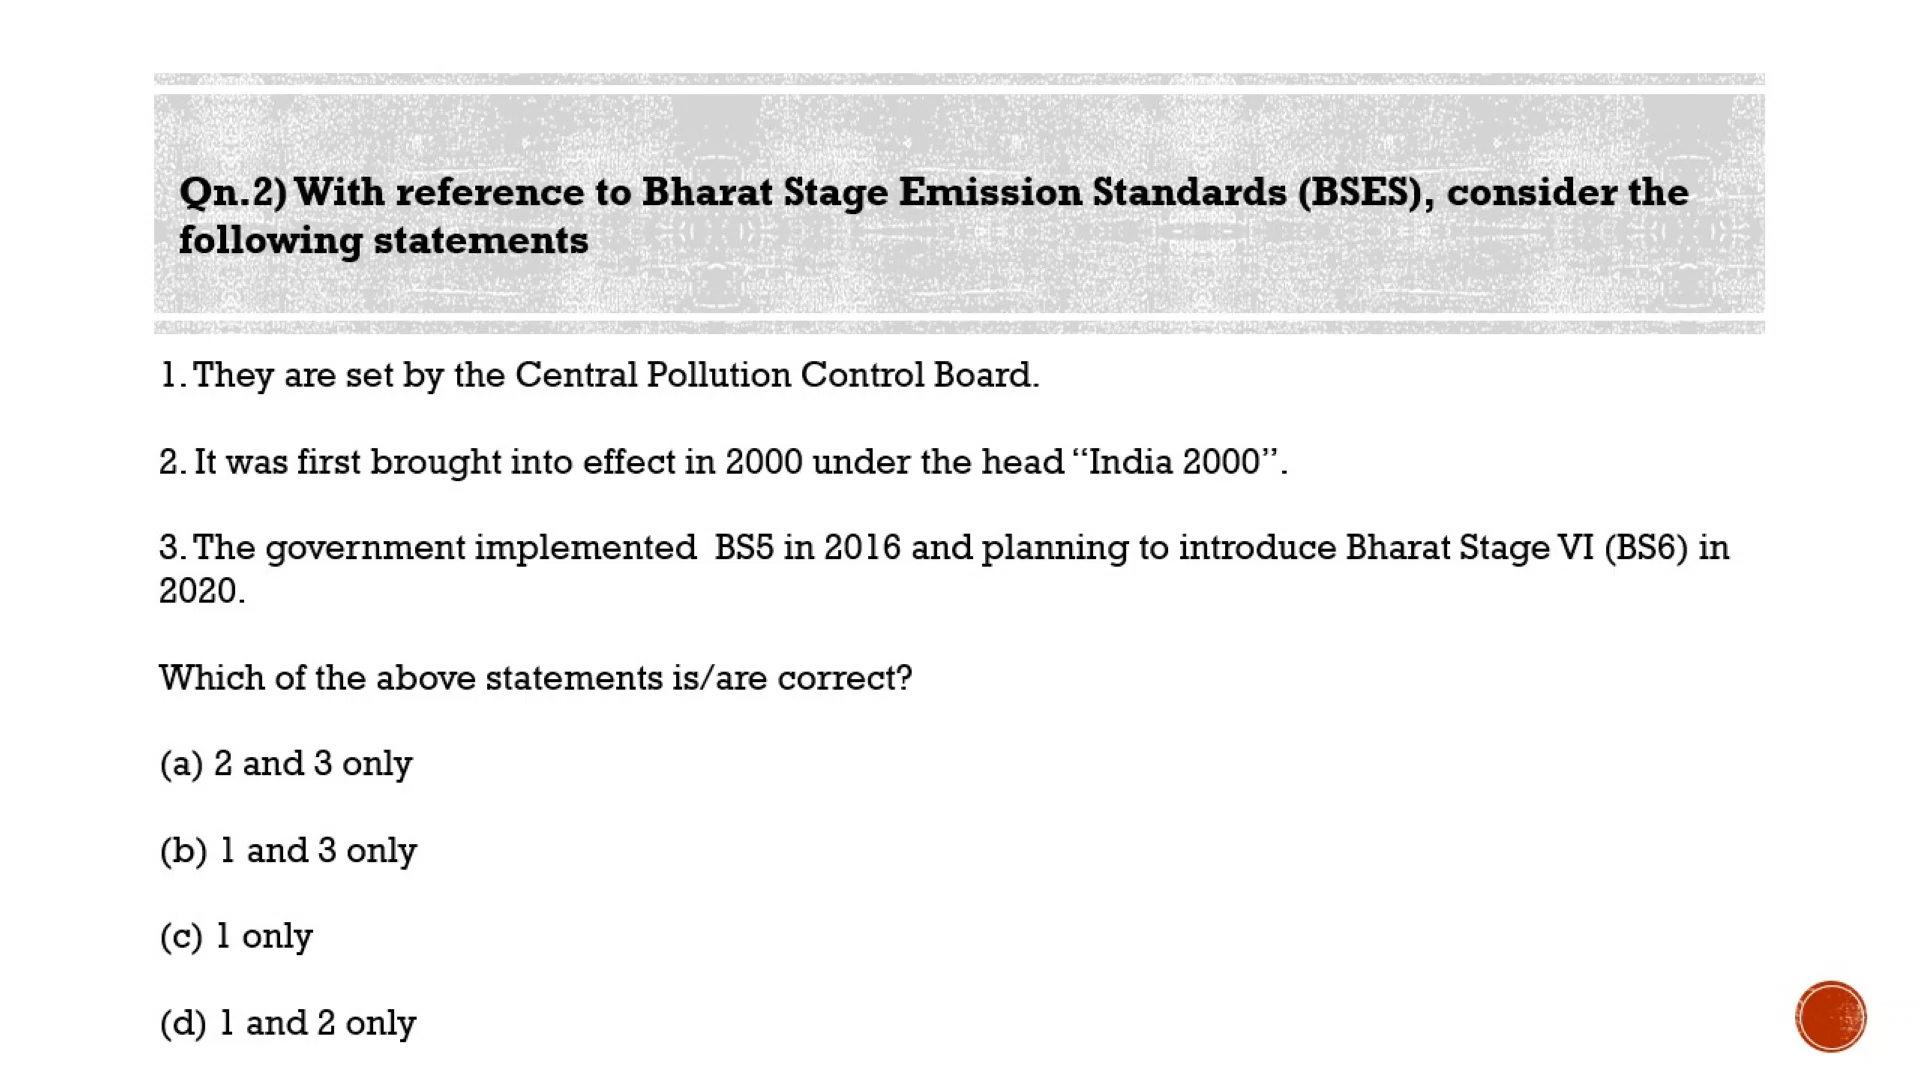 Qn.2) With reference to Bharat Stage Emission Standards (BSES), consider the
following statements
1. They are set by the Central Pollution Control Board.
2. It was first brought into effect in 2000 under the head “India 2000”.
3. The government implemented  BS5 in 2016 and planning to introduce Bharat Stage VI (BS6) in
2020.
Which of the above statements is/are correct?
(a) 2 and 3 only
(b) 1 and 3 only
(c) 1 only
(d) 1 and 2 only